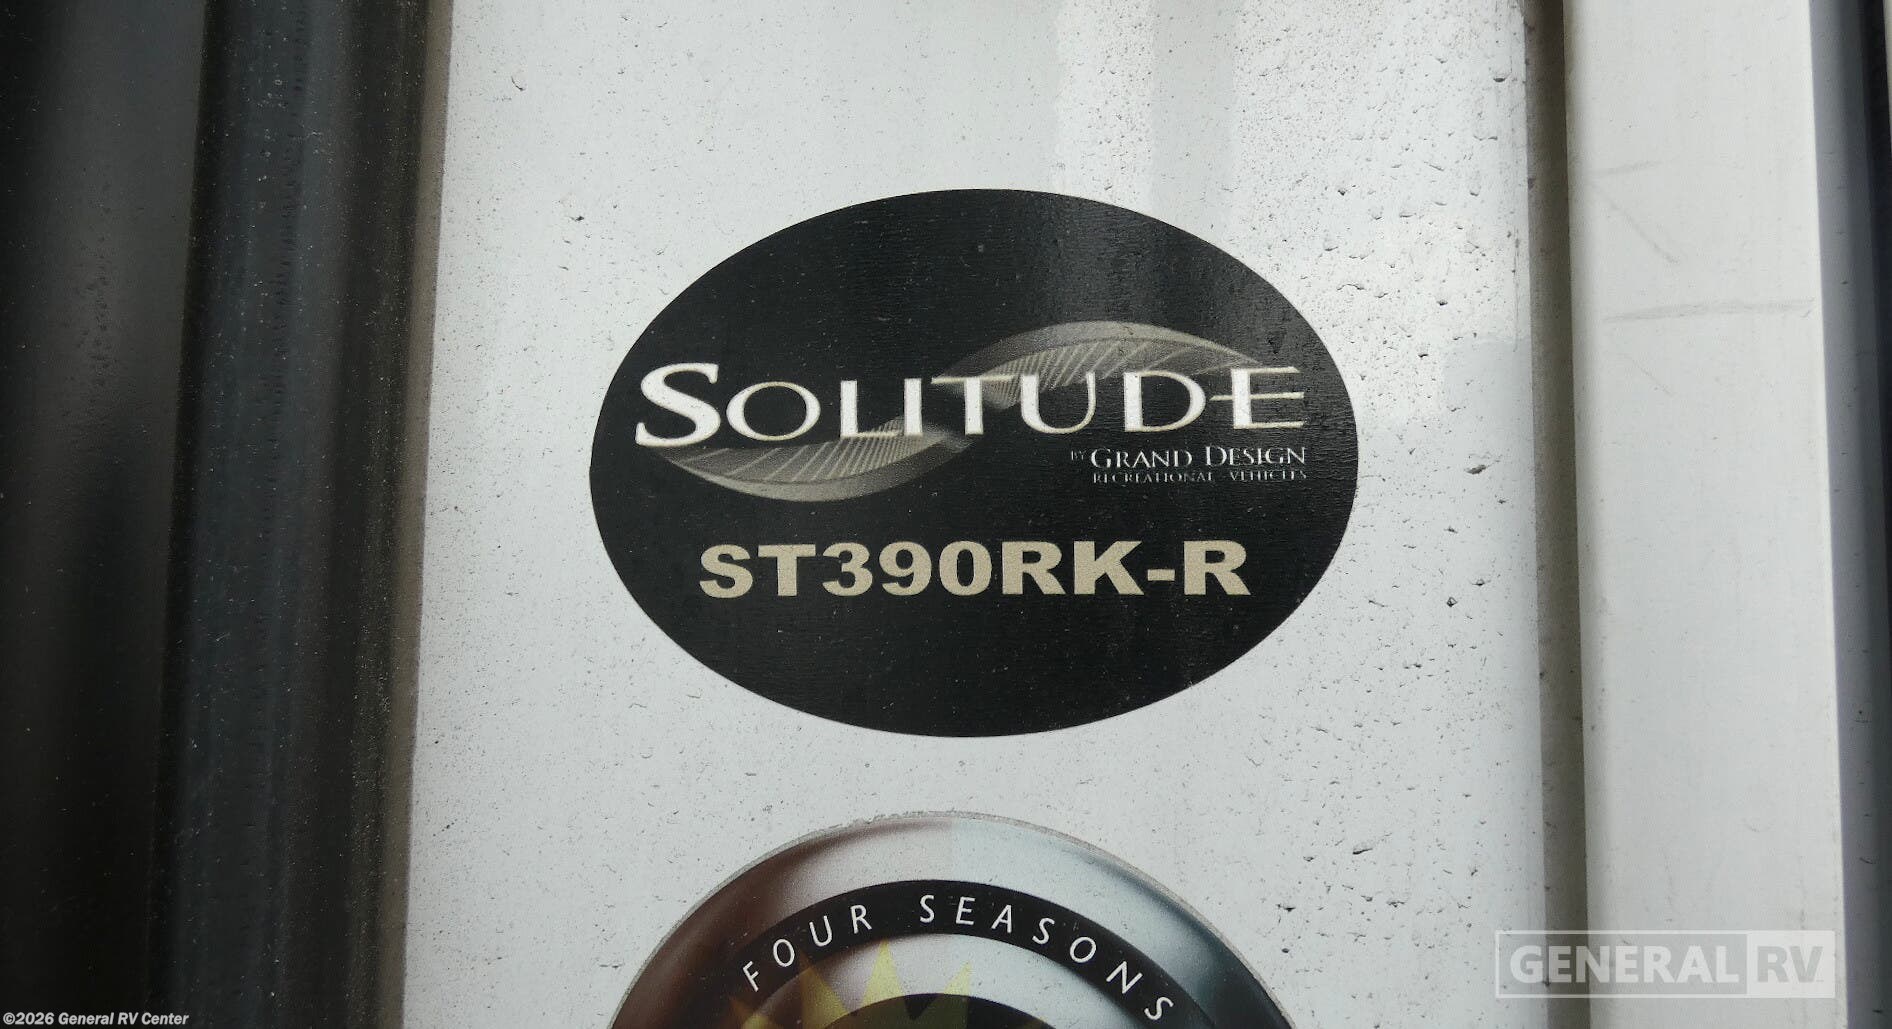 SOLITUDE
BY GRAND DESIGN
RECREATIONAL VEHICLES
ST390RK-R
FOUR SEASONS
GENERAL RV
©2026 General RV Center